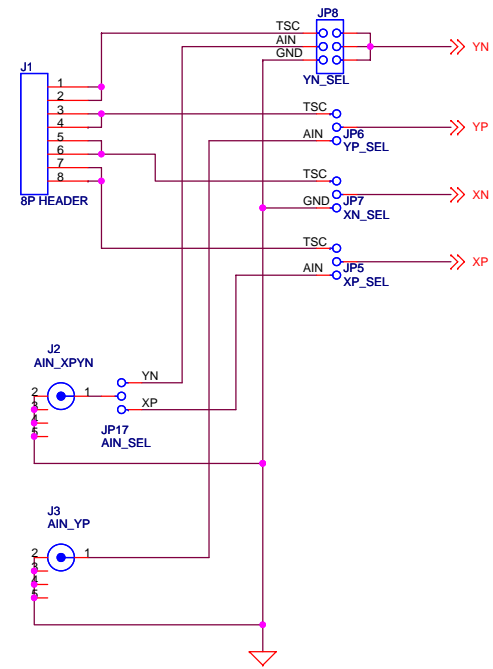 JP8
TSC
AIN
GND
YN
YN_SEL
J1
1
2
3
4
5
6
7
8
8P HEADER
TSC
YP
AIN
JP6
YP_SEL
TSC
XN
GND
JP7
XN_SEL
TSC
XP
AIN
JP5
XP_SEL
J2
AIN_XPYN
2
1
3
4
5
YN
XP
JP17
AIN_SEL
J3
AIN_YP
2
1
3
4
5